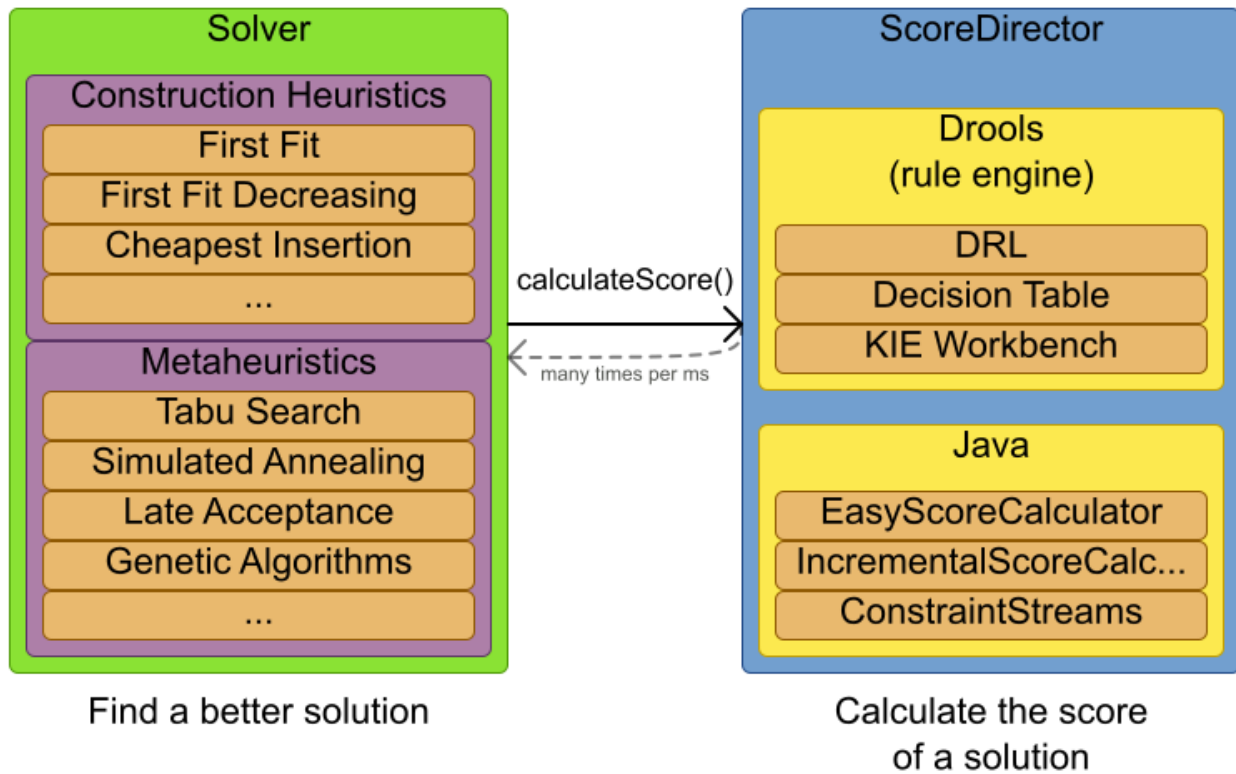 Solver
Construction Heuristics
First Fit
First Fit Decreasing
Cheapest Insertion
...
Metaheuristics
Tabu Search
Simulated Annealing
Late Acceptance
Genetic Algorithms
...
Find a better solution
calculateScore()
many times per ms
ScoreDirector
Drools
(rule engine)
DRL
Decision Table
KIE Workbench
Java
EasyScoreCalculator
IncrementalScoreCalc...
ConstraintStreams
Calculate the score
of a solution